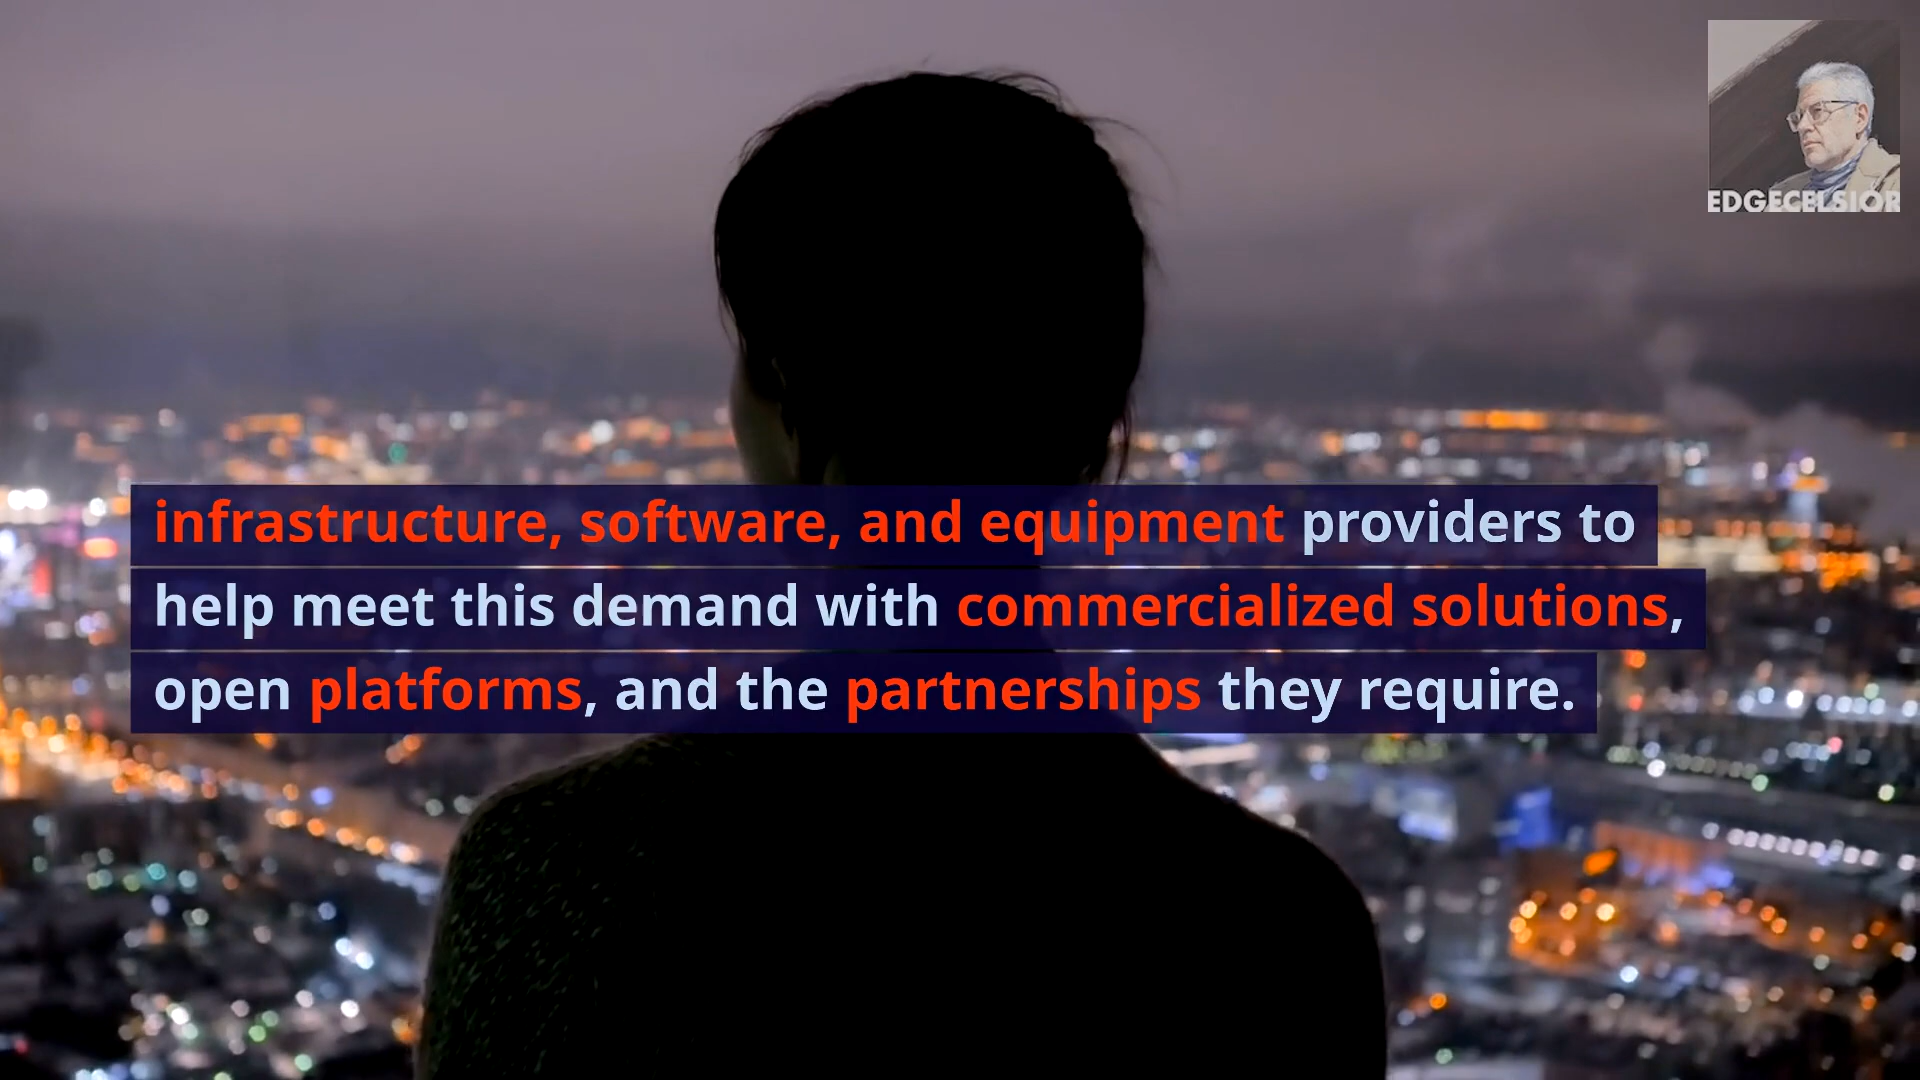 EDGECELSIOR
infrastructure, software, and equipment providers to
help meet this demand with commercialized solutions,
open platforms, and the partnerships they require.